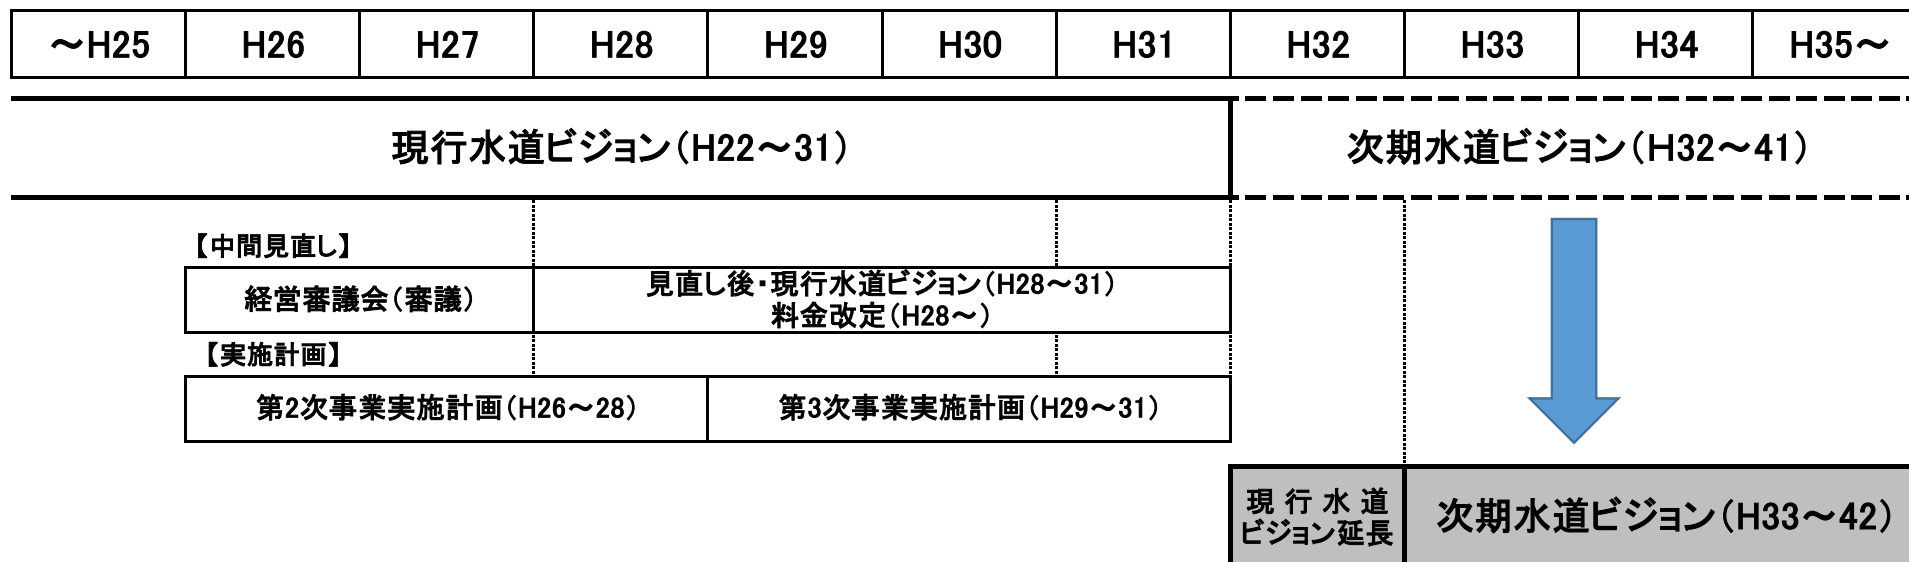 ～H25 H26 H27 H28 H29 H30 H31 H32 H33 H34 H35～
現行水道ビジョン（H22～31） 次期水道ビジョン（H32～41）
【中間見直し】
経営審議会（審議）
見直し後・現行水道ビジョン（H28～31）
料金改定（H28～）
【実施計画】
第2次事業実施計画（H26～28） 第3次事業実施計画（H29～31）
現行水道
ビジョン延長
次期水道ビジョン（H33～42）